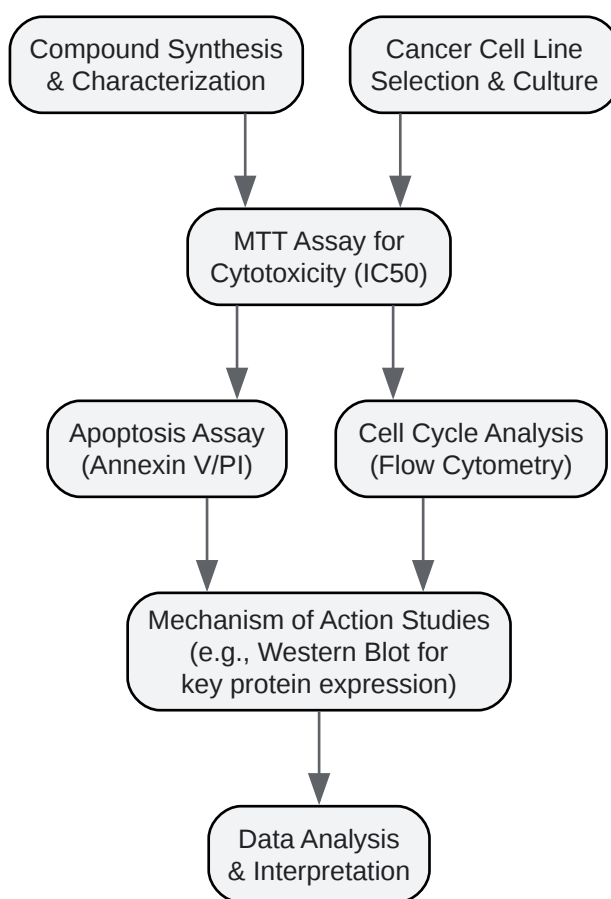 Compound Synthesis
& Characterization
Cancer Cell Line
Selection & Culture
MTT Assay for
Cytotoxicity (IC50)
Apoptosis Assay
(Annexin V/PI)
Cell Cycle Analysis
(Flow Cytometry)
Mechanism of Action Studies
(e.g., Western Blot for
key protein expression)
Data Analysis
& Interpretation